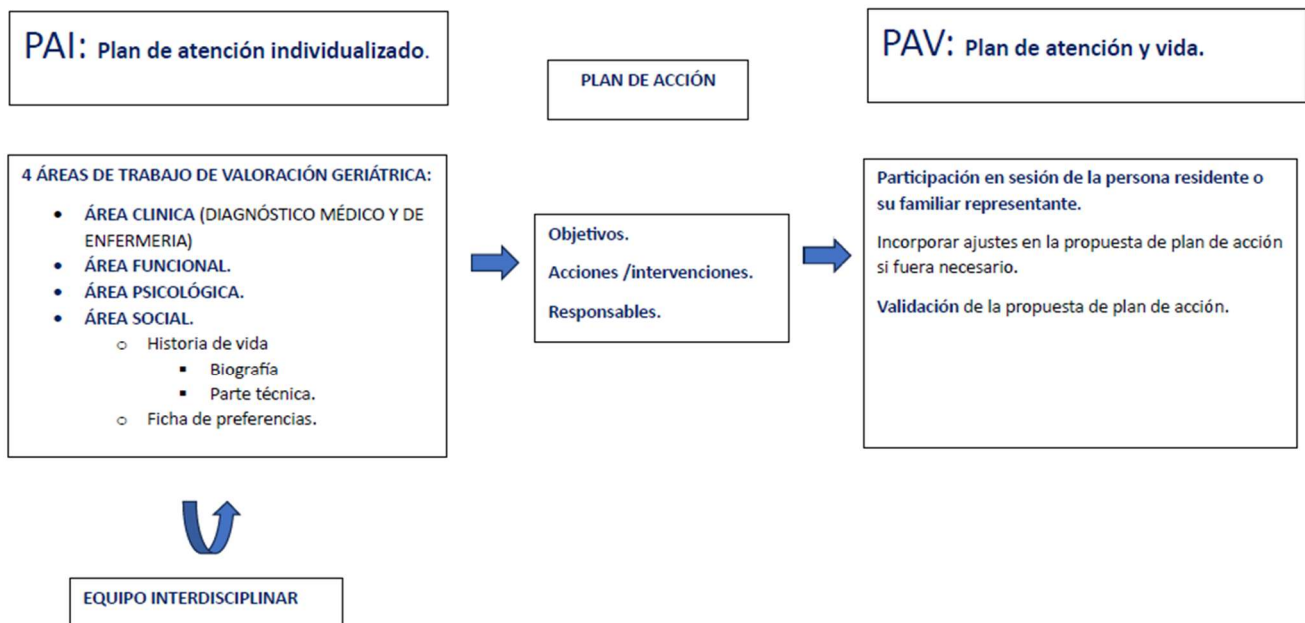 PAI: Plan de atención individualizado.
PLAN DE ACCIÓN
PAV: Plan de atención y vida.
4 ÁREAS DE TRABAJO DE VALORACIÓN GERIÁTRICA:
• ÁREA CLINICA (DIAGNÓSTICO MÉDICO Y DE
ENFERMERIA)
• ÁREA FUNCIONAL.
• ÁREA PSICOLÓGICA.
• ÁREA SOCIAL.
o Historia de vida
▪ Biografía
▪ Parte técnica.
o Ficha de preferencias.
Objetivos.
Acciones /intervenciones.
Responsables.
Participación en sesión de la persona residente o
su familiar representante.
Incorporar ajustes en la propuesta de plan de acción
si fuera necesario.
Validación de la propuesta de plan de acción.
EQUIPO INTERDISCIPLINAR